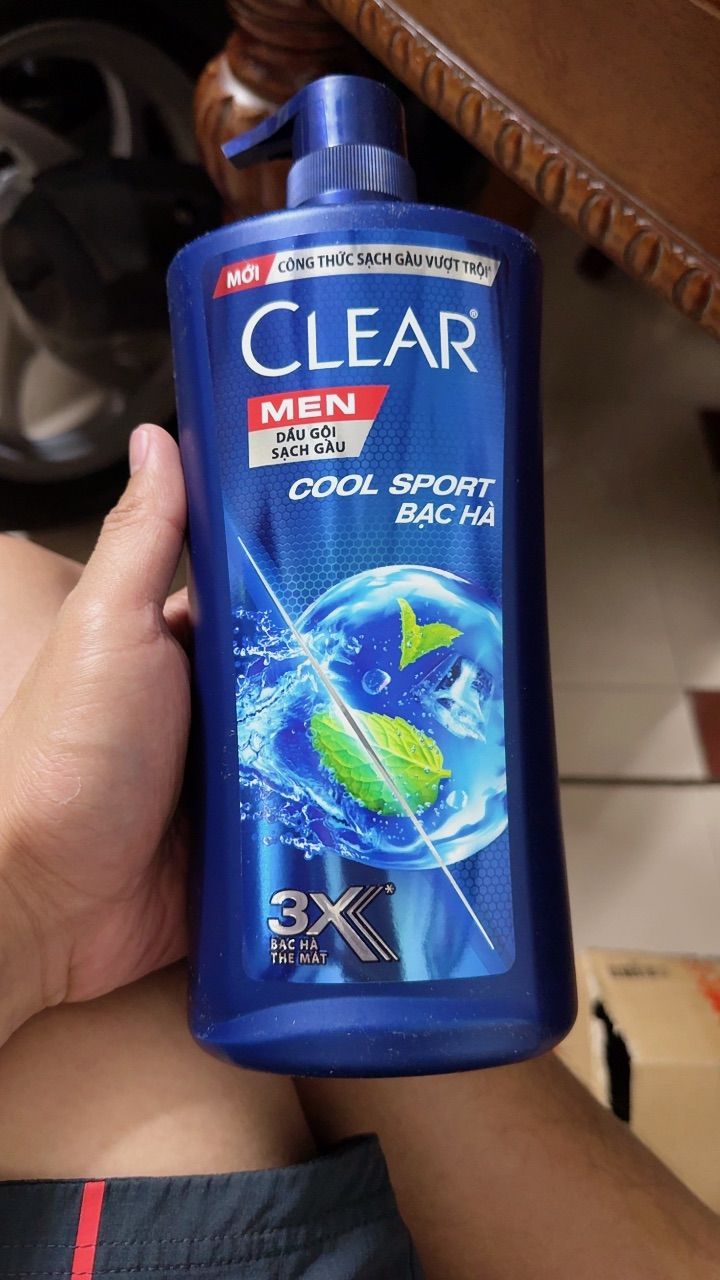 MỚI CÔNG THỨC SẠCH GÀU VƯỢT TRỘI*
CLEAR®
MEN
DẦU GỘI
SẠCH GÀU
COOL SPORT
BẠC HÀ
3X*
BẠC HÀ
THE MÁT